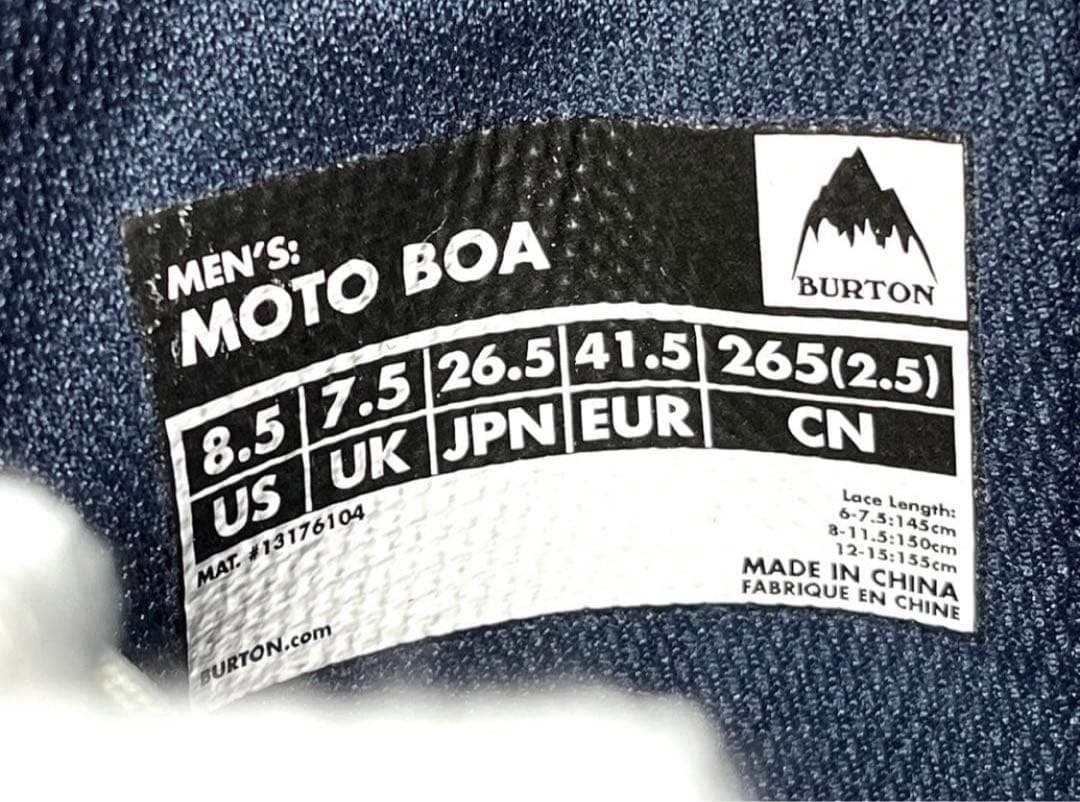 MEN'S:
MOTO BOA
BURTON
8.5 7.5 26.5 41.5 265(2.5)
US UK JPN EUR CN
MAT. #13176104
Lace Length:
6-7.5:145cm
8-11.5:150cm
12-15:155cm
MADE IN CHINA
FABRIQUE EN CHINE
BURTON.com